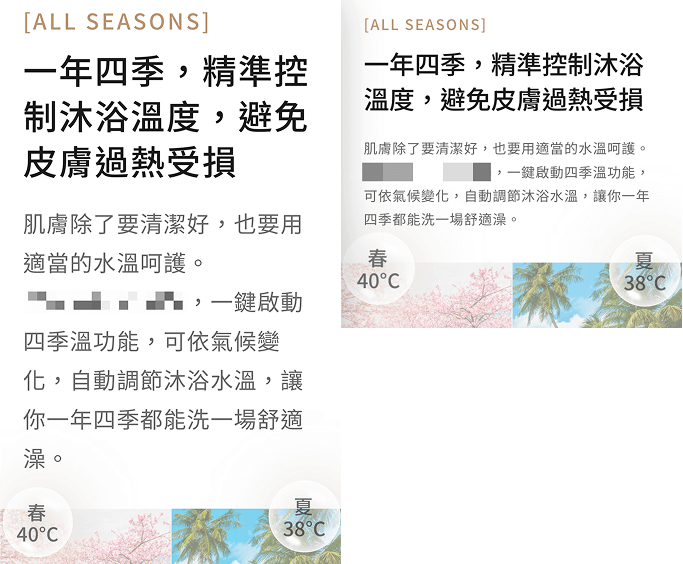 [ALL SEASONS]
一年四季，精準控
制沐浴溫度，避免
皮膚過熱受損
肌膚除了要清潔好，也要用
適當的水溫呵護。
，一鍵啟動
四季溫功能，可依氣候變
化，自動調節沐浴水溫，讓
你一年四季都能洗一場舒適
澡。
春
40°C
夏
38°C
[ALL SEASONS]
一年四季，精準控制沐浴
溫度，避免皮膚過熱受損
肌膚除了要清潔好，也要用適當的水溫呵護。
，一鍵啟動四季溫功能，
可依氣候變化，自動調節沐浴水溫，讓你一年
四季都能洗一場舒適澡。
春
40°C
夏
38°C